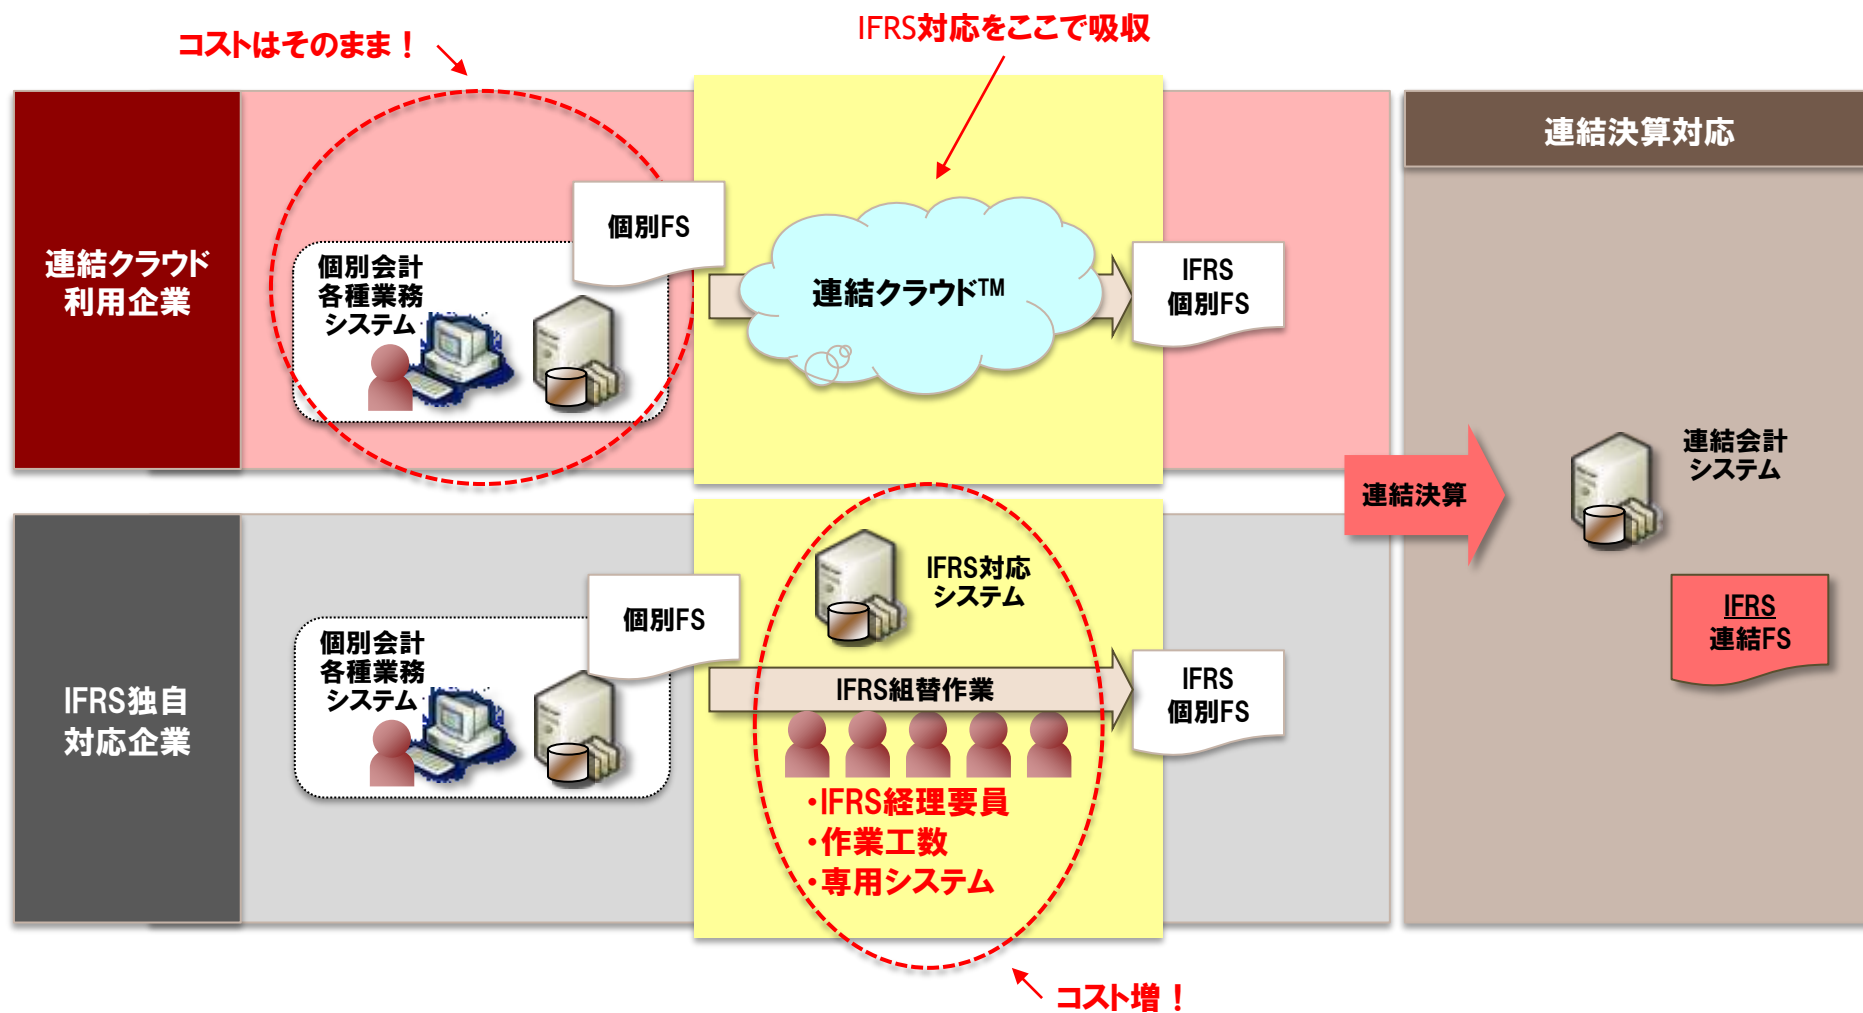 コストはそのまま！
IFRS対応をここで吸収
連結クラウド
利用企業
個別会計
各種業務
システム
個別FS
連結クラウド™
IFRS
個別FS
連結決算対応
連結決算
連結会計
システム
IFRS
連結FS
IFRS独自
対応企業
個別会計
各種業務
システム
個別FS
IFRS対応
システム
IFRS組替作業
・IFRS経理要員
・作業工数
・専用システム
IFRS
個別FS
コスト増！